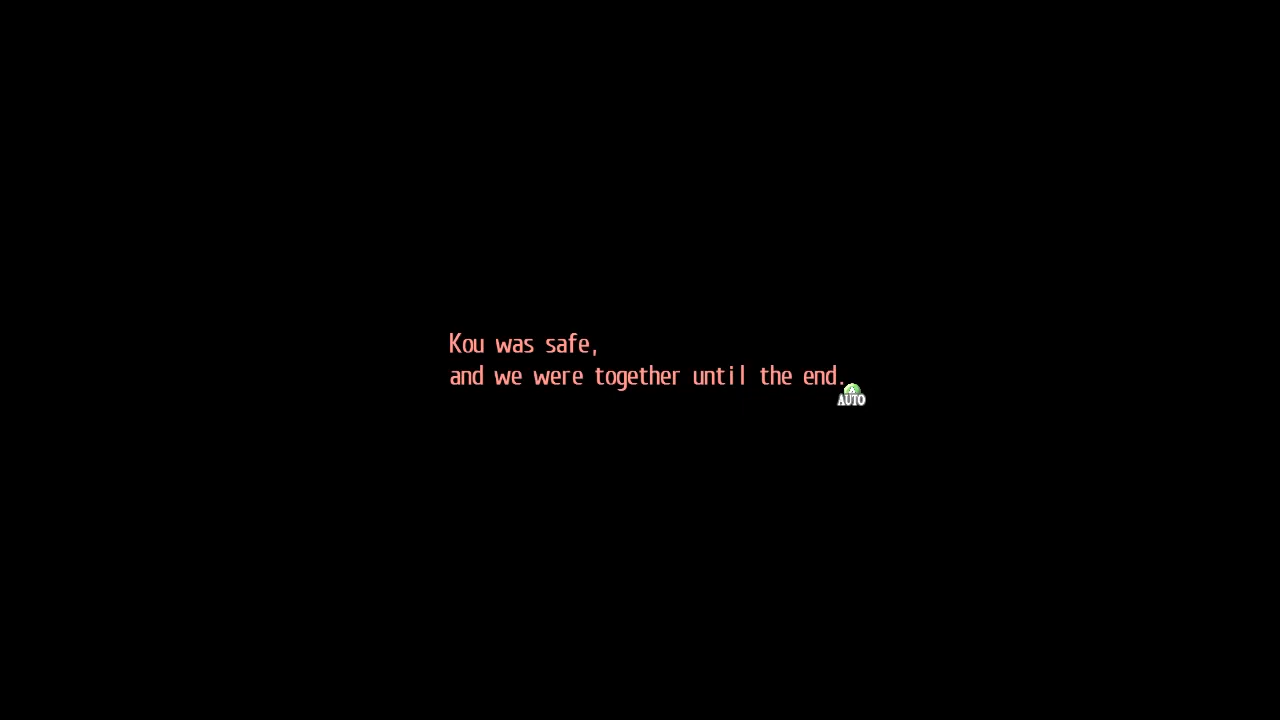 Kou was safe,
and we were together until the end.
AUTO